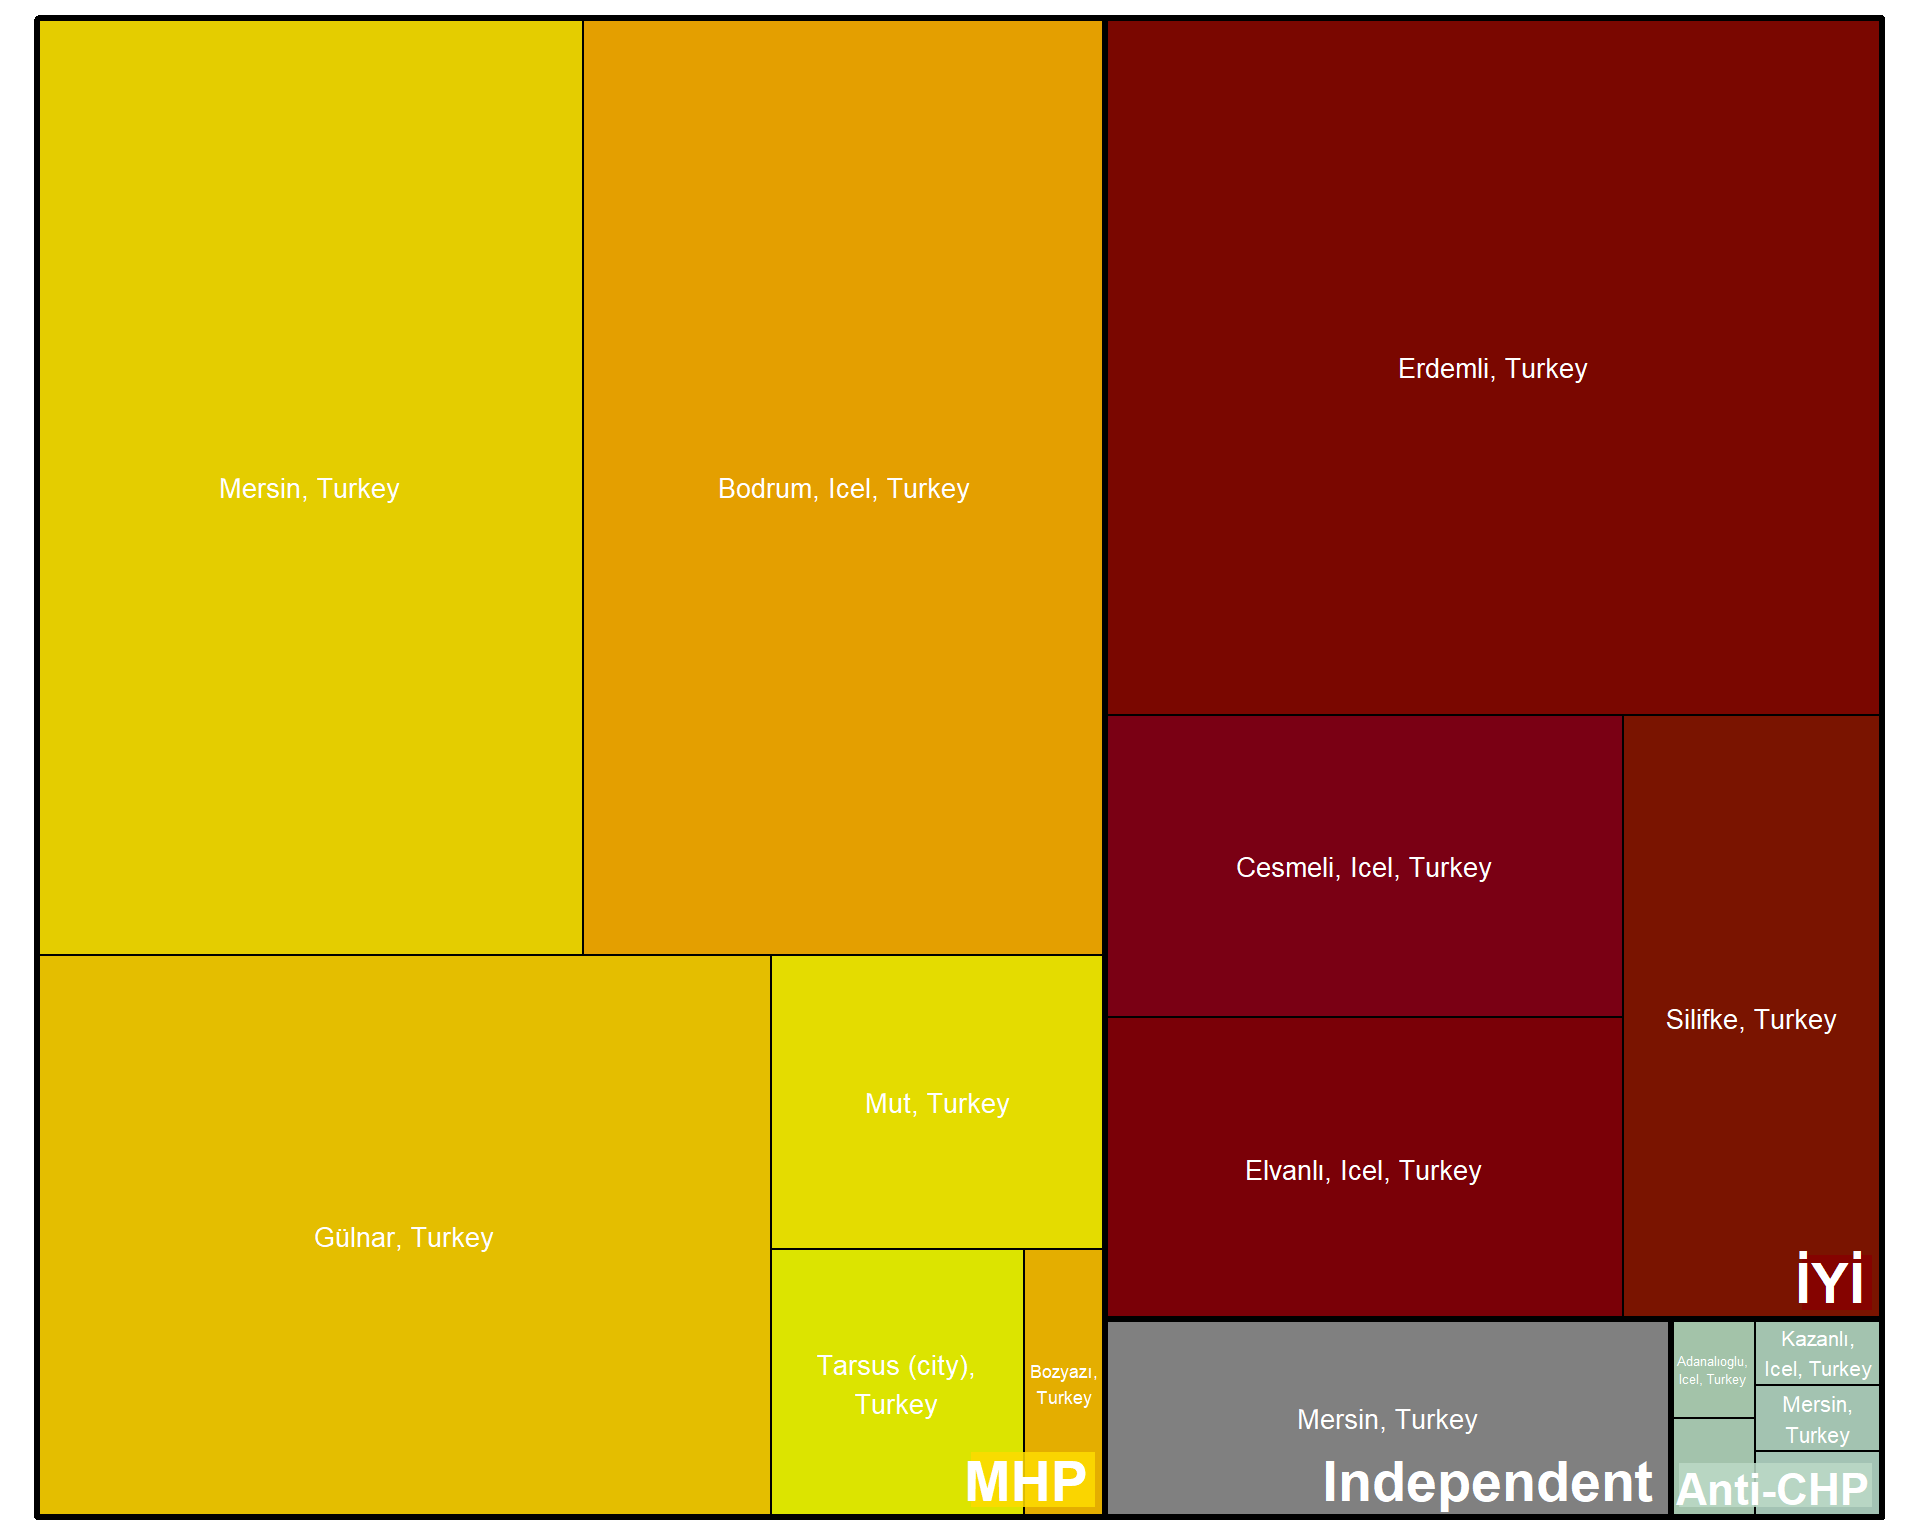 Mersin, Turkey
Bodrum, Icel, Turkey
Erdemli, Turkey
Cesmeli, Icel, Turkey
Silifke, Turkey
Elvanlı, Icel, Turkey
İYİ
Gülnar, Turkey
Mut, Turkey
Tarsus (city),
Turkey
Bozyazı,
Turkey
MHP
Mersin, Turkey
Independent
Adanalıoglu,
Icel, Turkey
Kazanlı,
Icel, Turkey
Mersin,
Turkey
Anti-CHP